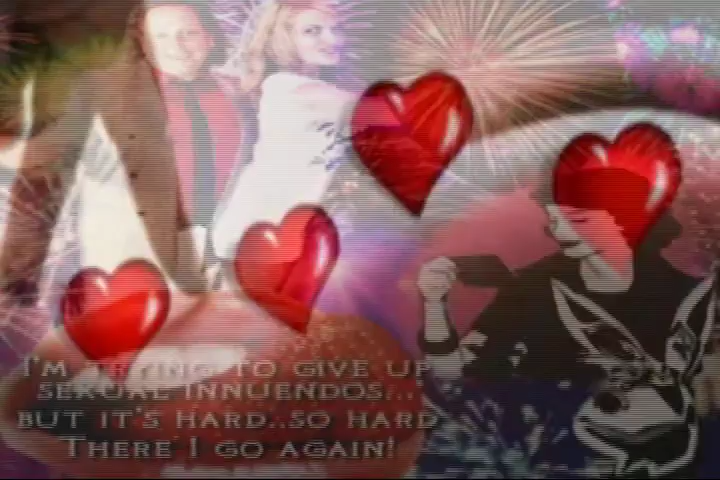 I'm trying to give up
sexual innuendos...
but it's hard..so hard
There I go again!